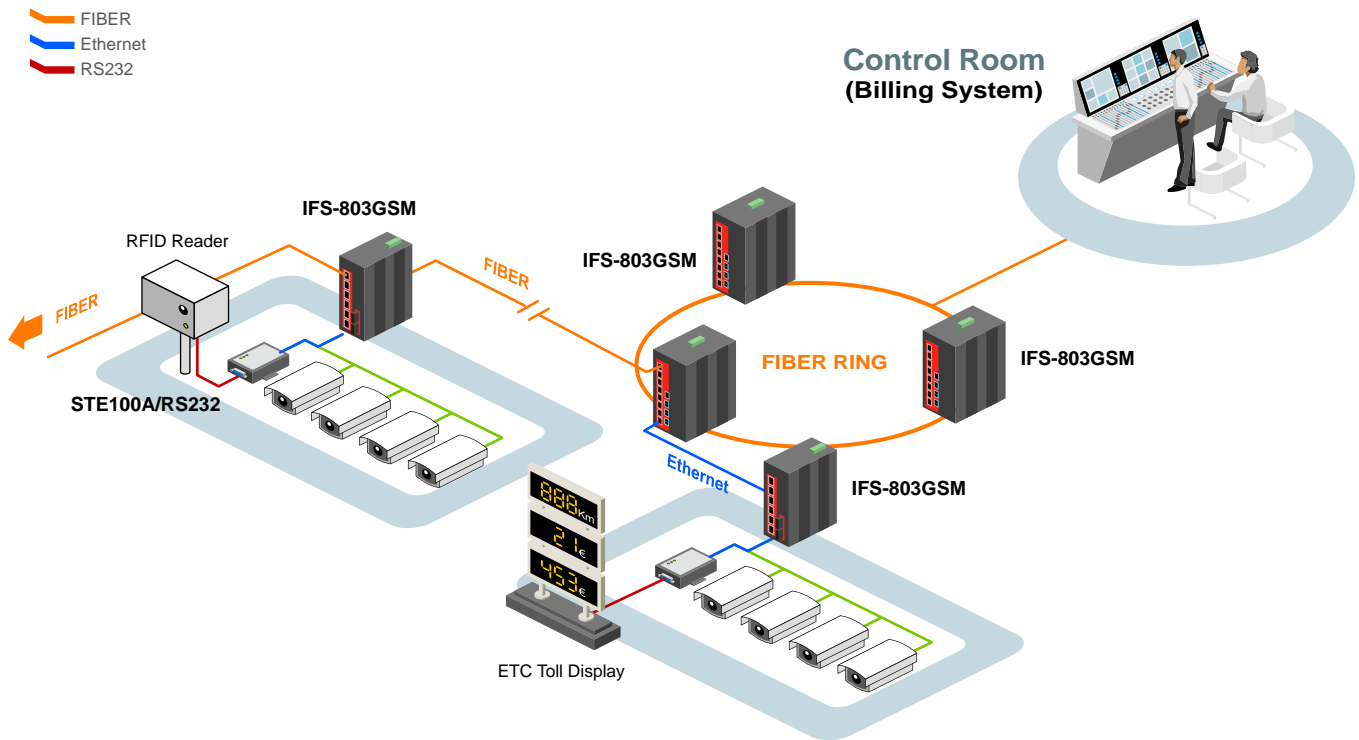 FIBER
Ethernet
RS232
Control Room
(Billing System)
IFS-803GSM
RFID Reader
IFS-803GSM
FIBER
FIBER
FIBER RING
IFS-803GSM
STE100A/RS232
Ethernet
IFS-803GSM
888Km
21€
453€
ETC Toll Display